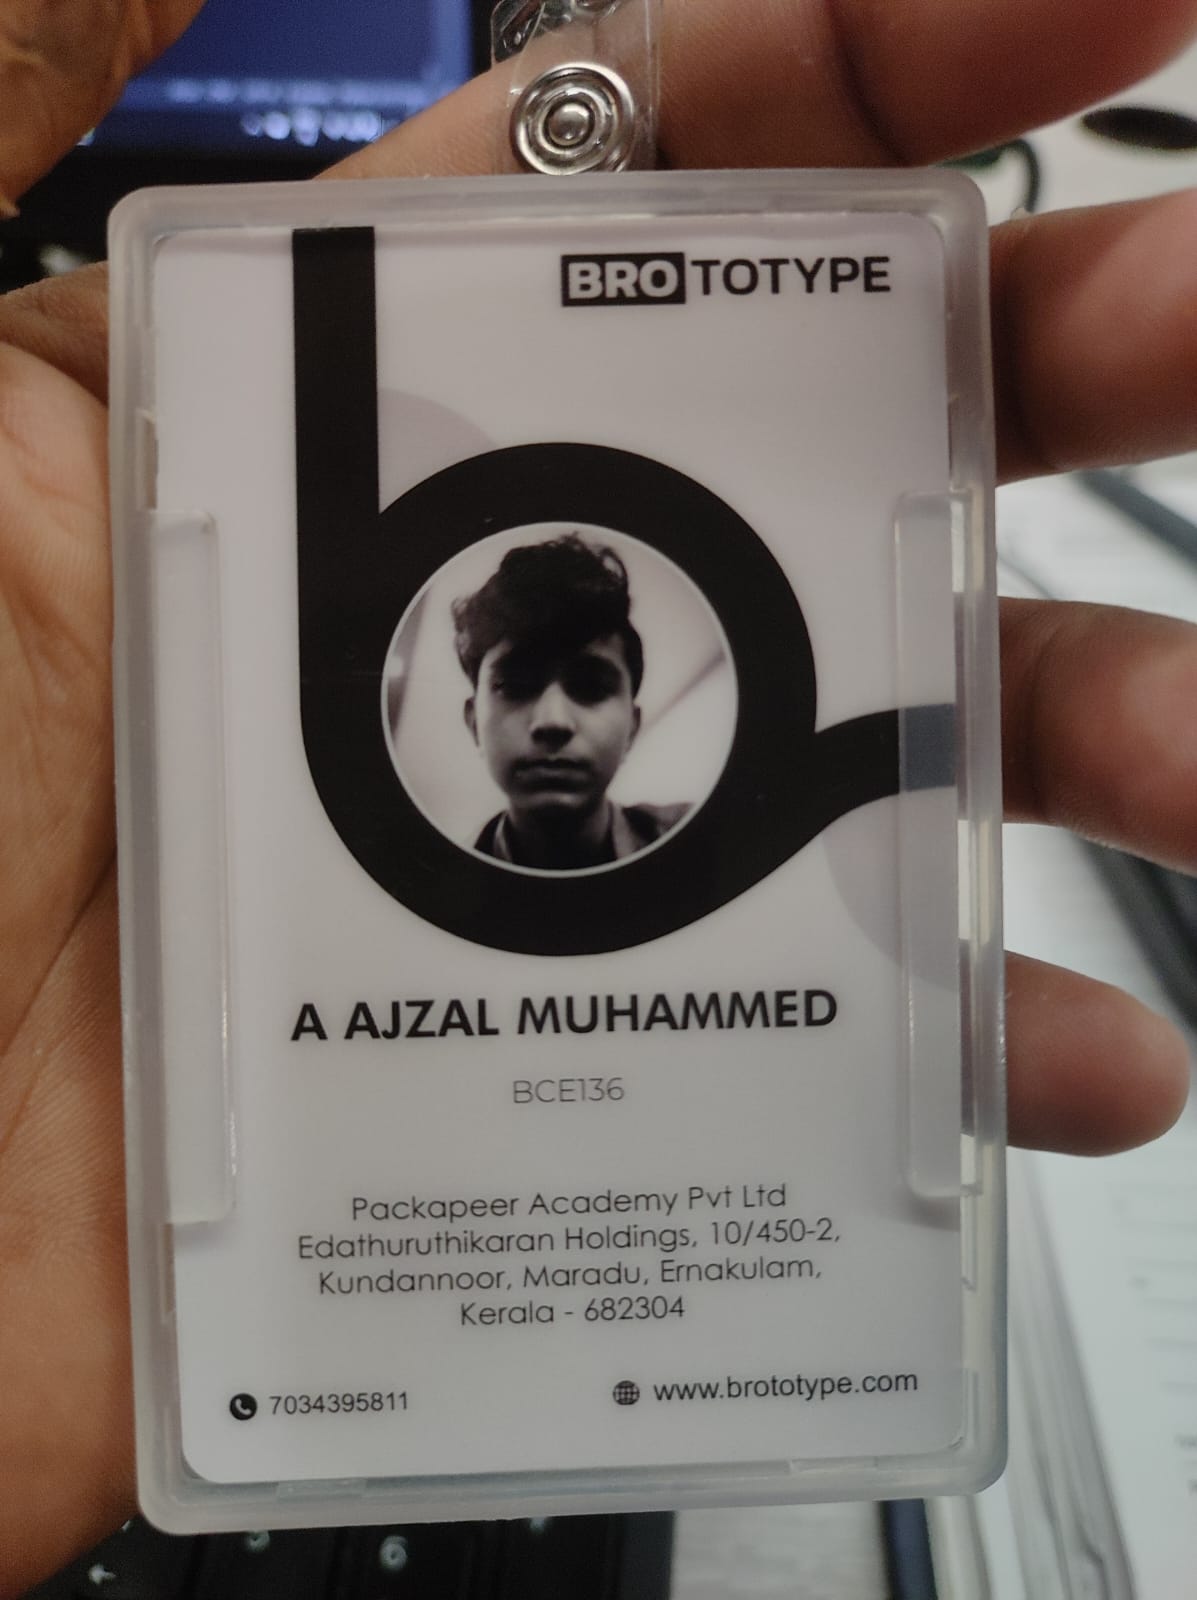 BROTOTYPE
A AJZAL MUHAMMED
BCE136
Packapeer Academy Pvt Ltd
Edathuruthikaran Holdings, 10/450-2,
Kundannoor, Maradu, Ernakulam,
Kerala - 682304
7034395811
www.brototype.com
6